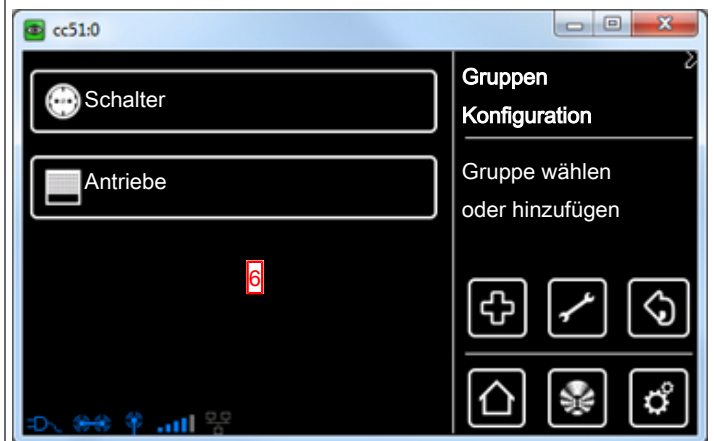 cc51:0
Schalter
Antriebe
6
Gruppen
Konfiguration
Gruppe wählen
oder hinzufügen